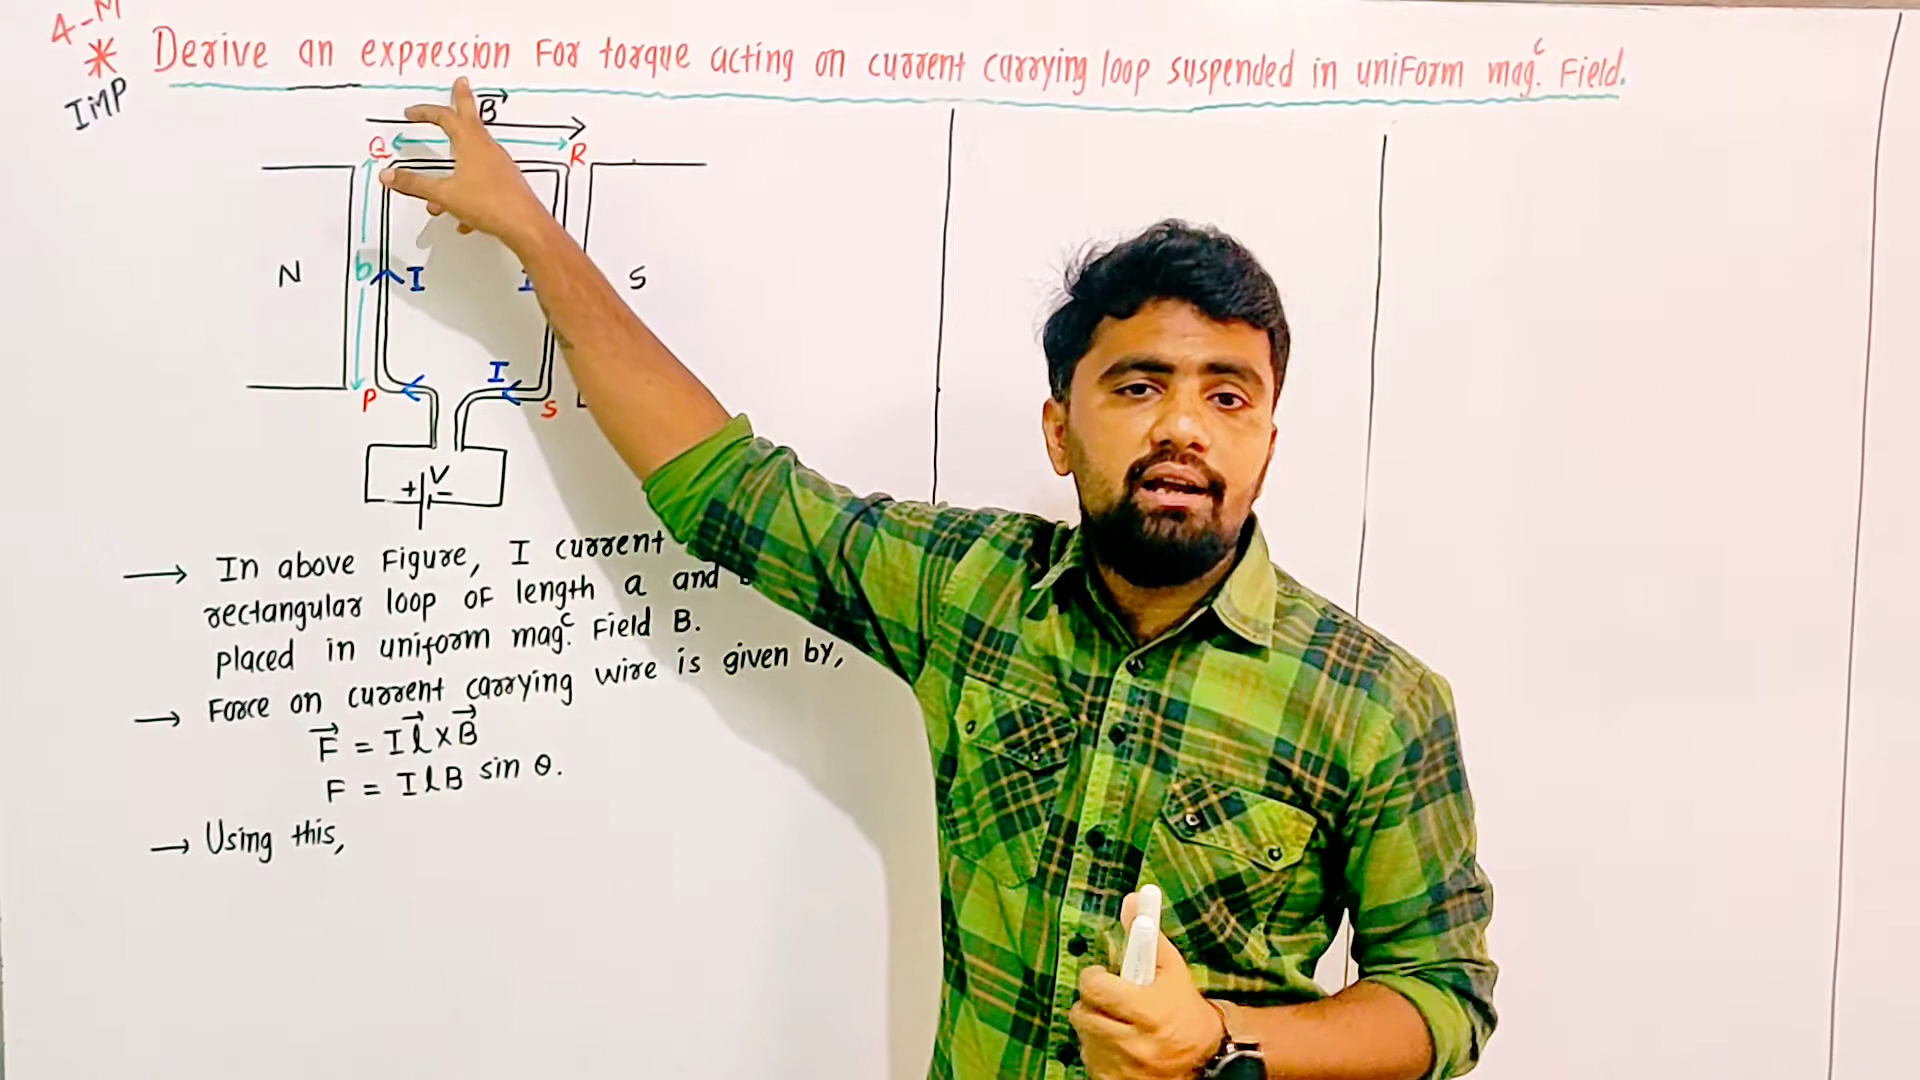 4-M
*
IMP
Derive an expression For torque acting on current carrying loop suspended in uniForm magᶜ. Field.
B
Q
R
N
b
I
I
S
I
P
S
V
+ -
→ In above Figure, I current
rectangular loop of length a and
placed in uniform magᶜ. Field B.
→ Force on current carrying wire is given by,
F⃗ = I l⃗ × B⃗
F = I l B sin θ.
→ Using this,